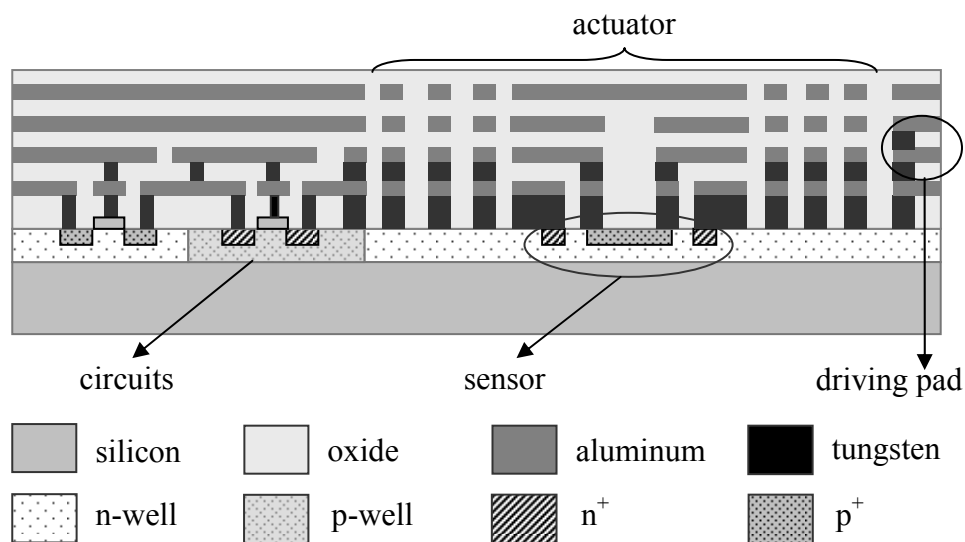 actuator
circuits
sensor
driving pad
silicon
oxide
aluminum
tungsten
n-well
p-well
n⁺
p⁺